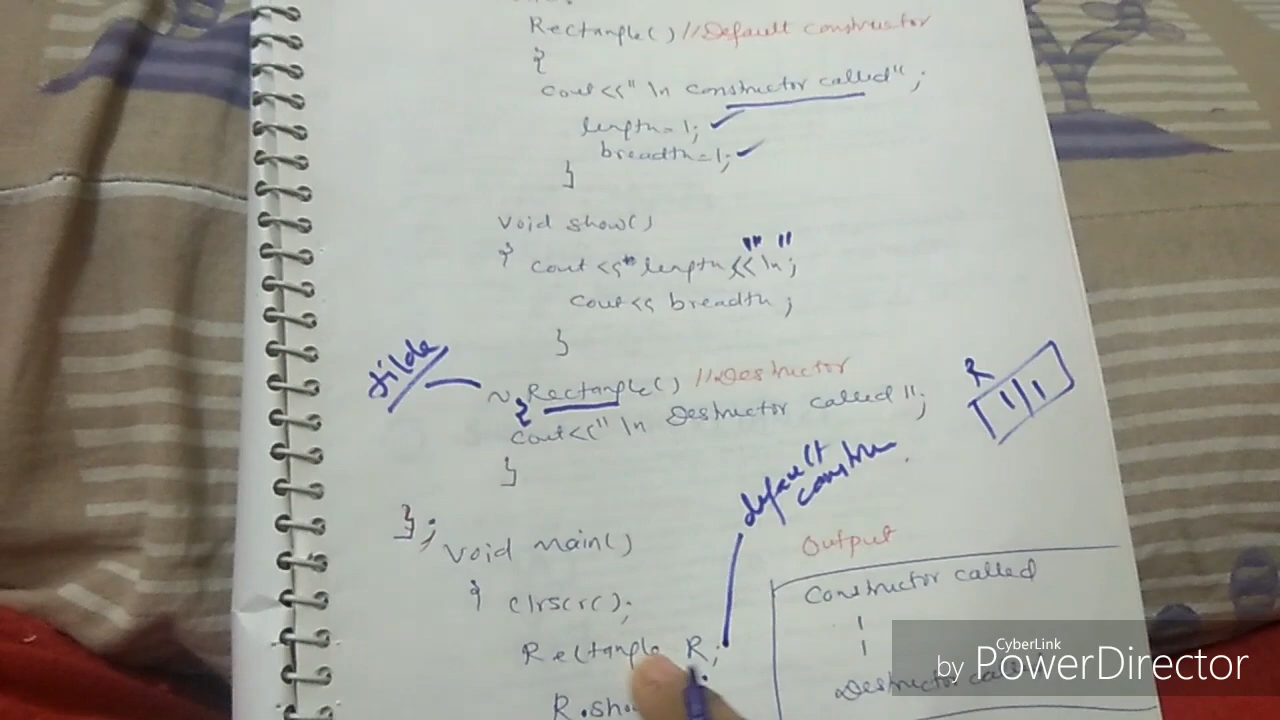 Rectangle() //Default constructor
{
cout<<"\n constructor called";
length=1;
breadth=1;
}
void show()
{ cout<< length <<"\n";
cout<< breadth;
}
tilde
~ Rectangle() //Destructor
{
cout<<"\n Destructor called";
}
};
R
1 1
default
constru
void main()
{ clrscr();
Rectangle R;
R.sho
Output
Constructor called
1
1
Destructor
CyberLink
by PowerDirector